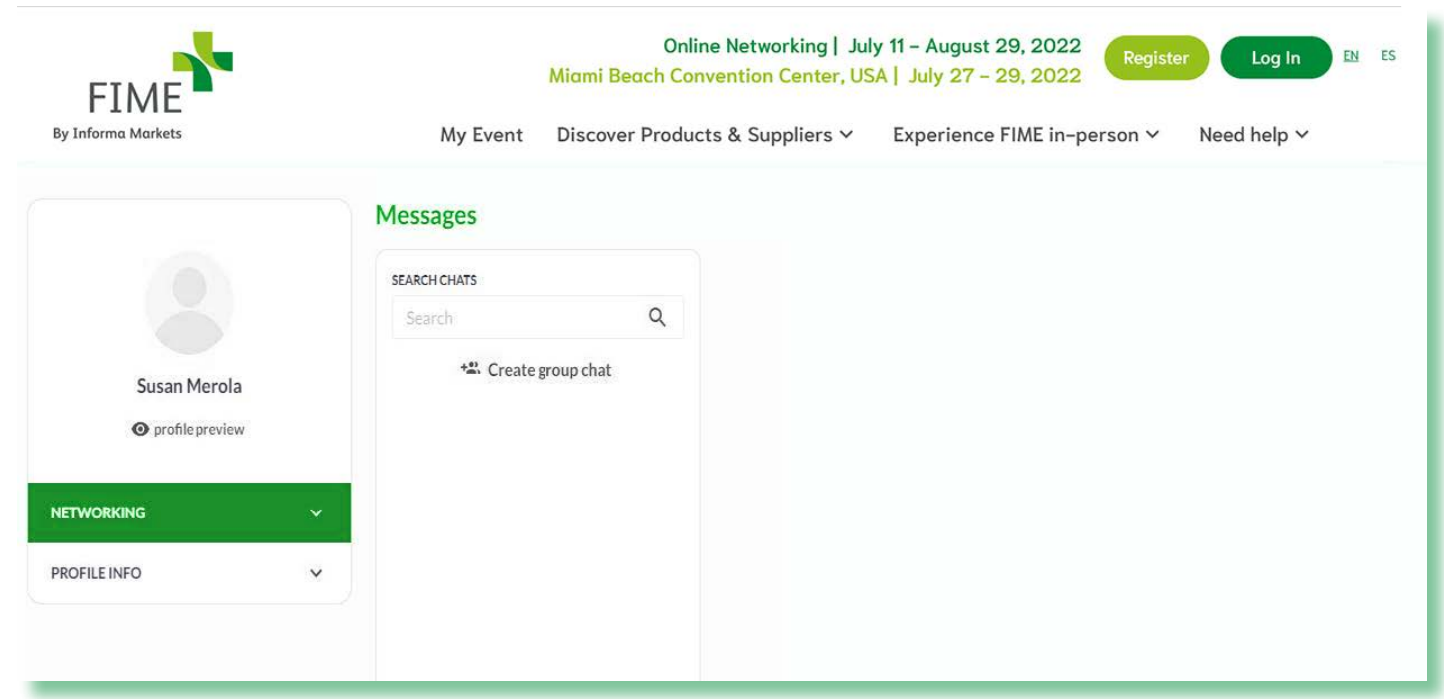 FIME
By Informa Markets
Online Networking | July 11 – August 29, 2022
Miami Beach Convention Center, USA | July 27 – 29, 2022
Register
Log In
EN
ES
My Event
Discover Products & Suppliers
Experience FIME in-person
Need help
Susan Merola
profile preview
NETWORKING
PROFILE INFO
Messages
SEARCH CHATS
Search
Create group chat